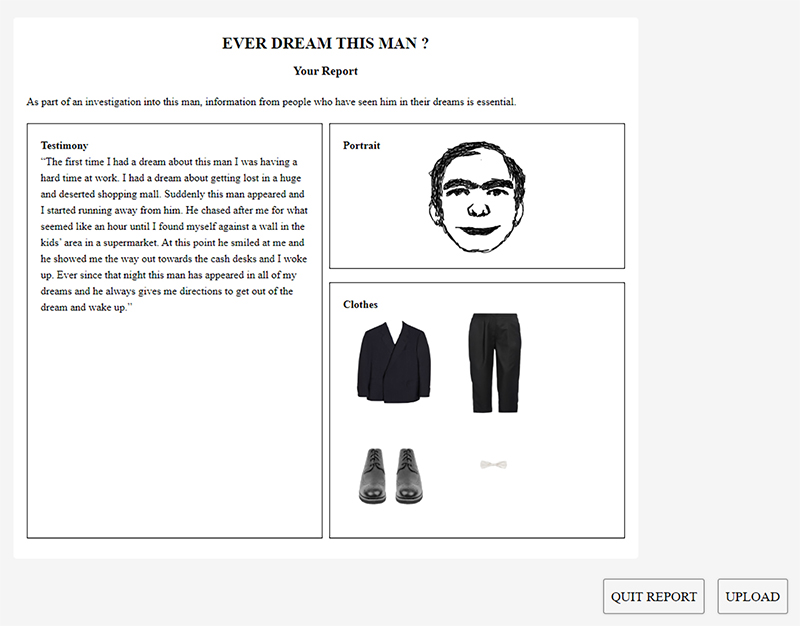 EVER DREAM THIS MAN ?
Your Report
As part of an investigation into this man, information from people who have seen him in their dreams is essential.
Testimony
“The first time I had a dream about this man I was having a
hard time at work. I had a dream about getting lost in a huge
and deserted shopping mall. Suddenly this man appeared and
I started running away from him. He chased after me for what
seemed like an hour until I found myself against a wall in the
kids’ area in a supermarket. At this point he smiled at me and
he showed me the way out towards the cash desks and I woke
up. Ever since that night this man has appeared in all of my
dreams and he always gives me directions to get out of the
dream and wake up.”
Portrait
Clothes
QUIT REPORT
UPLOAD